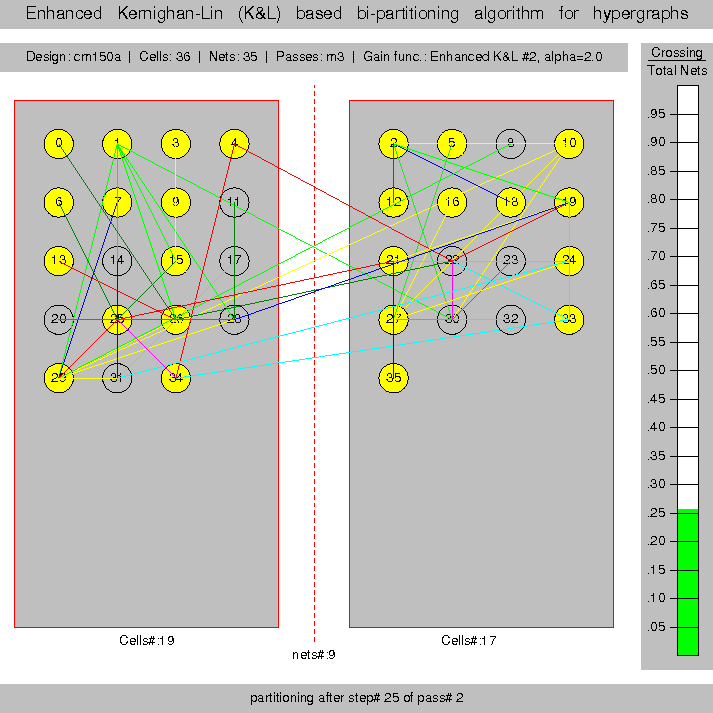 Enhanced Kernighan-Lin (K&L) based bi-partitioning algorithm for hypergraphs
Design: cm150a | Cells: 36 | Nets: 35 | Passes: m3 | Gain func.: Enhanced K&L #2, alpha=2.0
Crossing
Total Nets
0 1 3 4 2 5 8 10
6 7 9 11 12 16 18 19
13 14 15 17 21 22 23 24
20 25 26 28 27 30 32 33
29 31 34 35
.95
.90
.85
.80
.75
.70
.65
.60
.55
.50
.45
.40
.35
.30
.25
.20
.15
.10
.05
Cells#:19 Cells#:17
nets#:9
partitioning after step# 25 of pass# 2